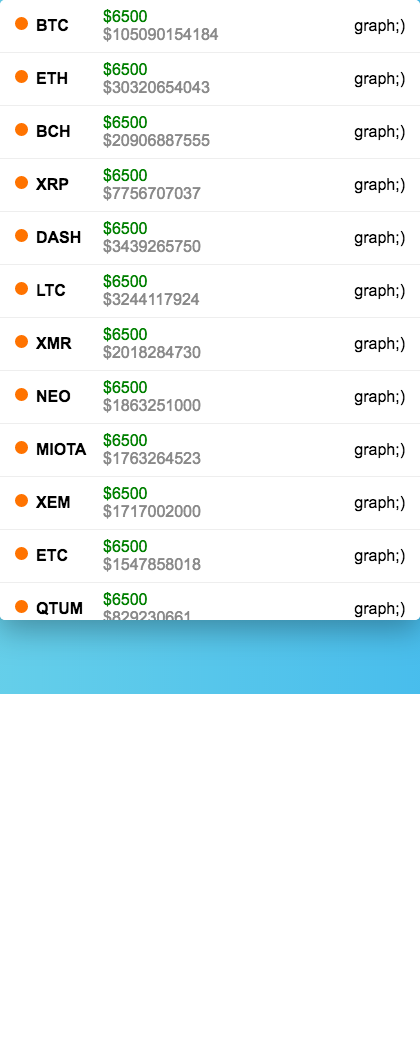 BTC $6500 graph;)
$105090154184
ETH $6500 graph;)
$30320654043
BCH $6500 graph;)
$20906887555
XRP $6500 graph;)
$7756707037
DASH $6500 graph;)
$3439265750
LTC $6500 graph;)
$3244117924
XMR $6500 graph;)
$2018284730
NEO $6500 graph;)
$1863251000
MIOTA $6500 graph;)
$1763264523
XEM $6500 graph;)
$1717002000
ETC $6500 graph;)
$1547858018
QTUM $6500 graph;)
$829230661